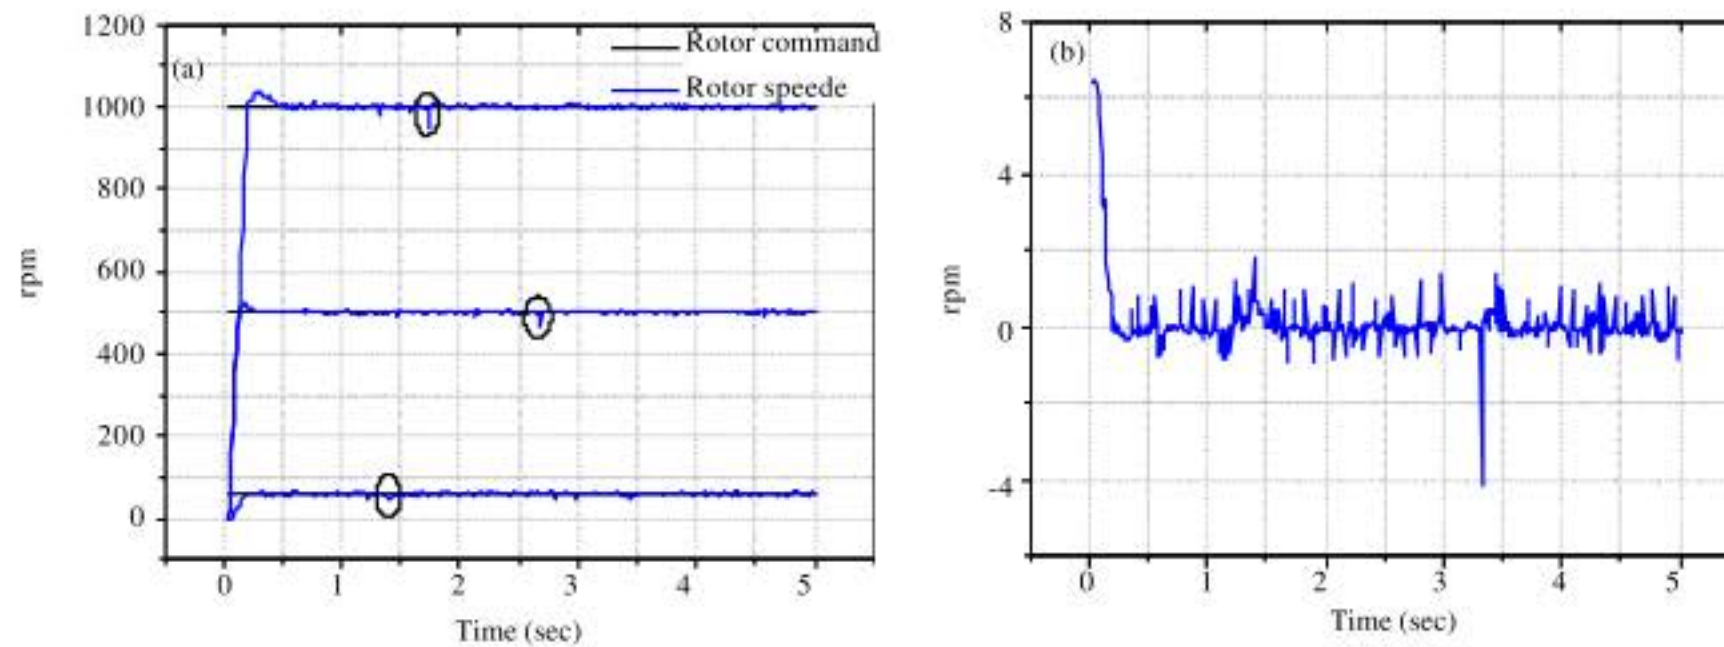 1200
1000
800
600
400
200
0
rpm
(a)
Rotor command
Rotor speede
0 1 2 3 4 5
Time (sec)
8
4
0
-4
rpm
(b)
0 1 2 3 4 5
Time (sec)